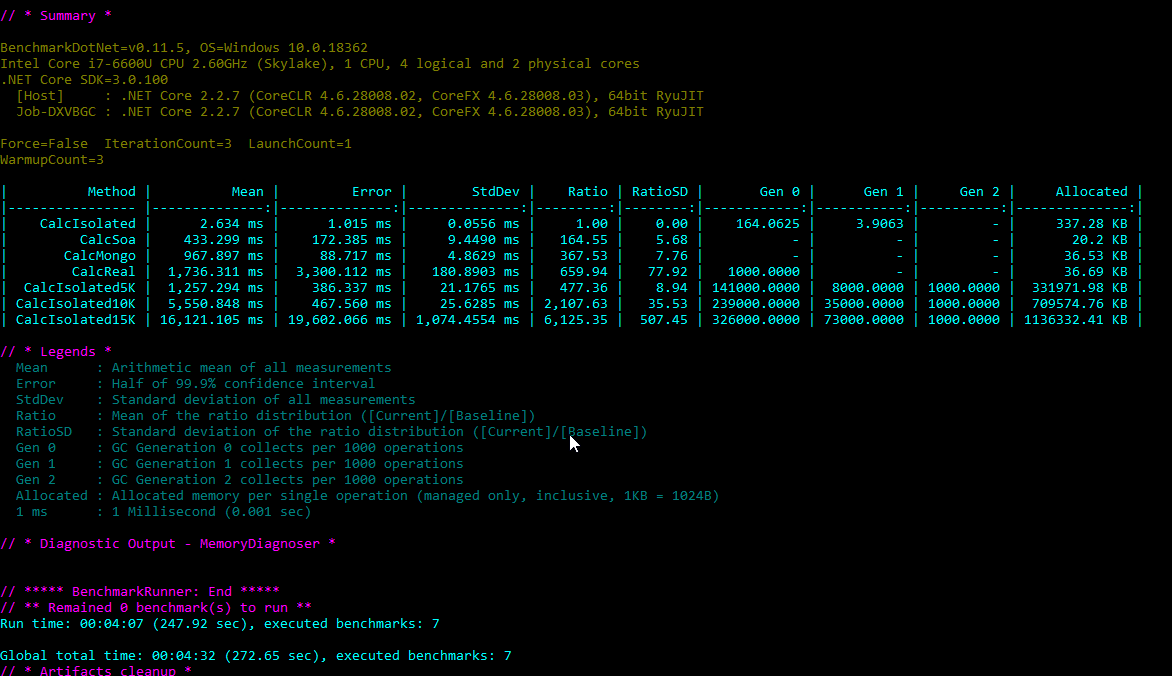 // * Summary *
BenchmarkDotNet=v0.11.5, OS=Windows 10.0.18362
Intel Core i7-6600U CPU 2.60GHz (Skylake), 1 CPU, 4 logical and 2 physical cores
.NET Core SDK=3.0.100
  [Host]     : .NET Core 2.2.7 (CoreCLR 4.6.28008.02, CoreFX 4.6.28008.03), 64bit RyuJIT
  Job-DXVBGC : .NET Core 2.2.7 (CoreCLR 4.6.28008.02, CoreFX 4.6.28008.03), 64bit RyuJIT
Force=False  IterationCount=3  LaunchCount=1
WarmupCount=3
|          Method |          Mean |         Error |        StdDev |    Ratio | RatioSD |       Gen 0 |      Gen 1 |     Gen 2 |     Allocated |
|---------------- |--------------:|--------------:|--------------:|---------:|--------:|------------:|-----------:|----------:|--------------:|
|    CalcIsolated |      2.634 ms |      1.015 ms |     0.0556 ms |     1.00 |    0.00 |    164.0625 |     3.9063 |         - |     337.28 KB |
|         CalcSoa |    433.299 ms |    172.385 ms |     9.4490 ms |   164.55 |    5.68 |           - |          - |         - |       20.2 KB |
|       CalcMongo |    967.897 ms |     88.717 ms |     4.8629 ms |   367.53 |    7.76 |           - |          - |         - |      36.53 KB |
|        CalcReal |  1,736.311 ms |  3,300.112 ms |   180.8903 ms |   659.94 |   77.92 |   1000.0000 |          - |         - |      36.69 KB |
|  CalcIsolated5K |  1,257.294 ms |    386.337 ms |    21.1765 ms |   477.36 |    8.94 | 141000.0000 |  8000.0000 | 1000.0000 |  331971.98 KB |
| CalcIsolated10K |  5,550.848 ms |    467.560 ms |    25.6285 ms | 2,107.63 |   35.53 | 239000.0000 | 35000.0000 | 1000.0000 |  709574.76 KB |
| CalcIsolated15K | 16,121.105 ms | 19,602.066 ms | 1,074.4554 ms | 6,125.35 |  507.45 | 326000.0000 | 73000.0000 | 1000.0000 | 1136332.41 KB |
// * Legends *
  Mean      : Arithmetic mean of all measurements
  Error     : Half of 99.9% confidence interval
  StdDev    : Standard deviation of all measurements
  Ratio     : Mean of the ratio distribution ([Current]/[Baseline])
  RatioSD   : Standard deviation of the ratio distribution ([Current]/[Baseline])
  Gen 0     : GC Generation 0 collects per 1000 operations
  Gen 1     : GC Generation 1 collects per 1000 operations
  Gen 2     : GC Generation 2 collects per 1000 operations
  Allocated : Allocated memory per single operation (managed only, inclusive, 1KB = 1024B)
  1 ms      : 1 Millisecond (0.001 sec)
// * Diagnostic Output - MemoryDiagnoser *
// ***** BenchmarkRunner: End *****
// ** Remained 0 benchmark(s) to run **
Run time: 00:04:07 (247.92 sec), executed benchmarks: 7
Global total time: 00:04:32 (272.65 sec), executed benchmarks: 7
// * Artifacts cleanup *